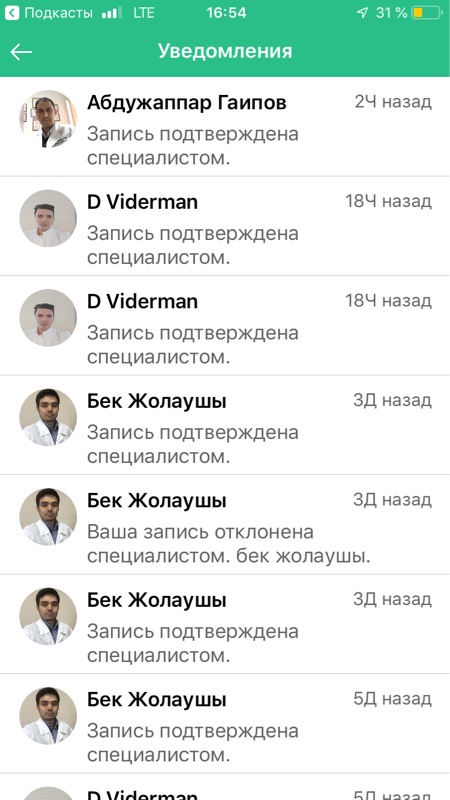 Подкасты LTE 16:54 31 %
Уведомления
Абдужаппар Гаипов 2Ч назад
Запись подтверждена
специалистом.
D Viderman 18Ч назад
Запись подтверждена
специалистом.
D Viderman 18Ч назад
Запись подтверждена
специалистом.
Бек Жолаушы 3Д назад
Запись подтверждена
специалистом.
Бек Жолаушы 3Д назад
Ваша запись отклонена
специалистом. бек жолаушы.
Бек Жолаушы 3Д назад
Запись подтверждена
специалистом.
Бек Жолаушы 5Д назад
Запись подтверждена
специалистом.
D Viderman 5Д назад